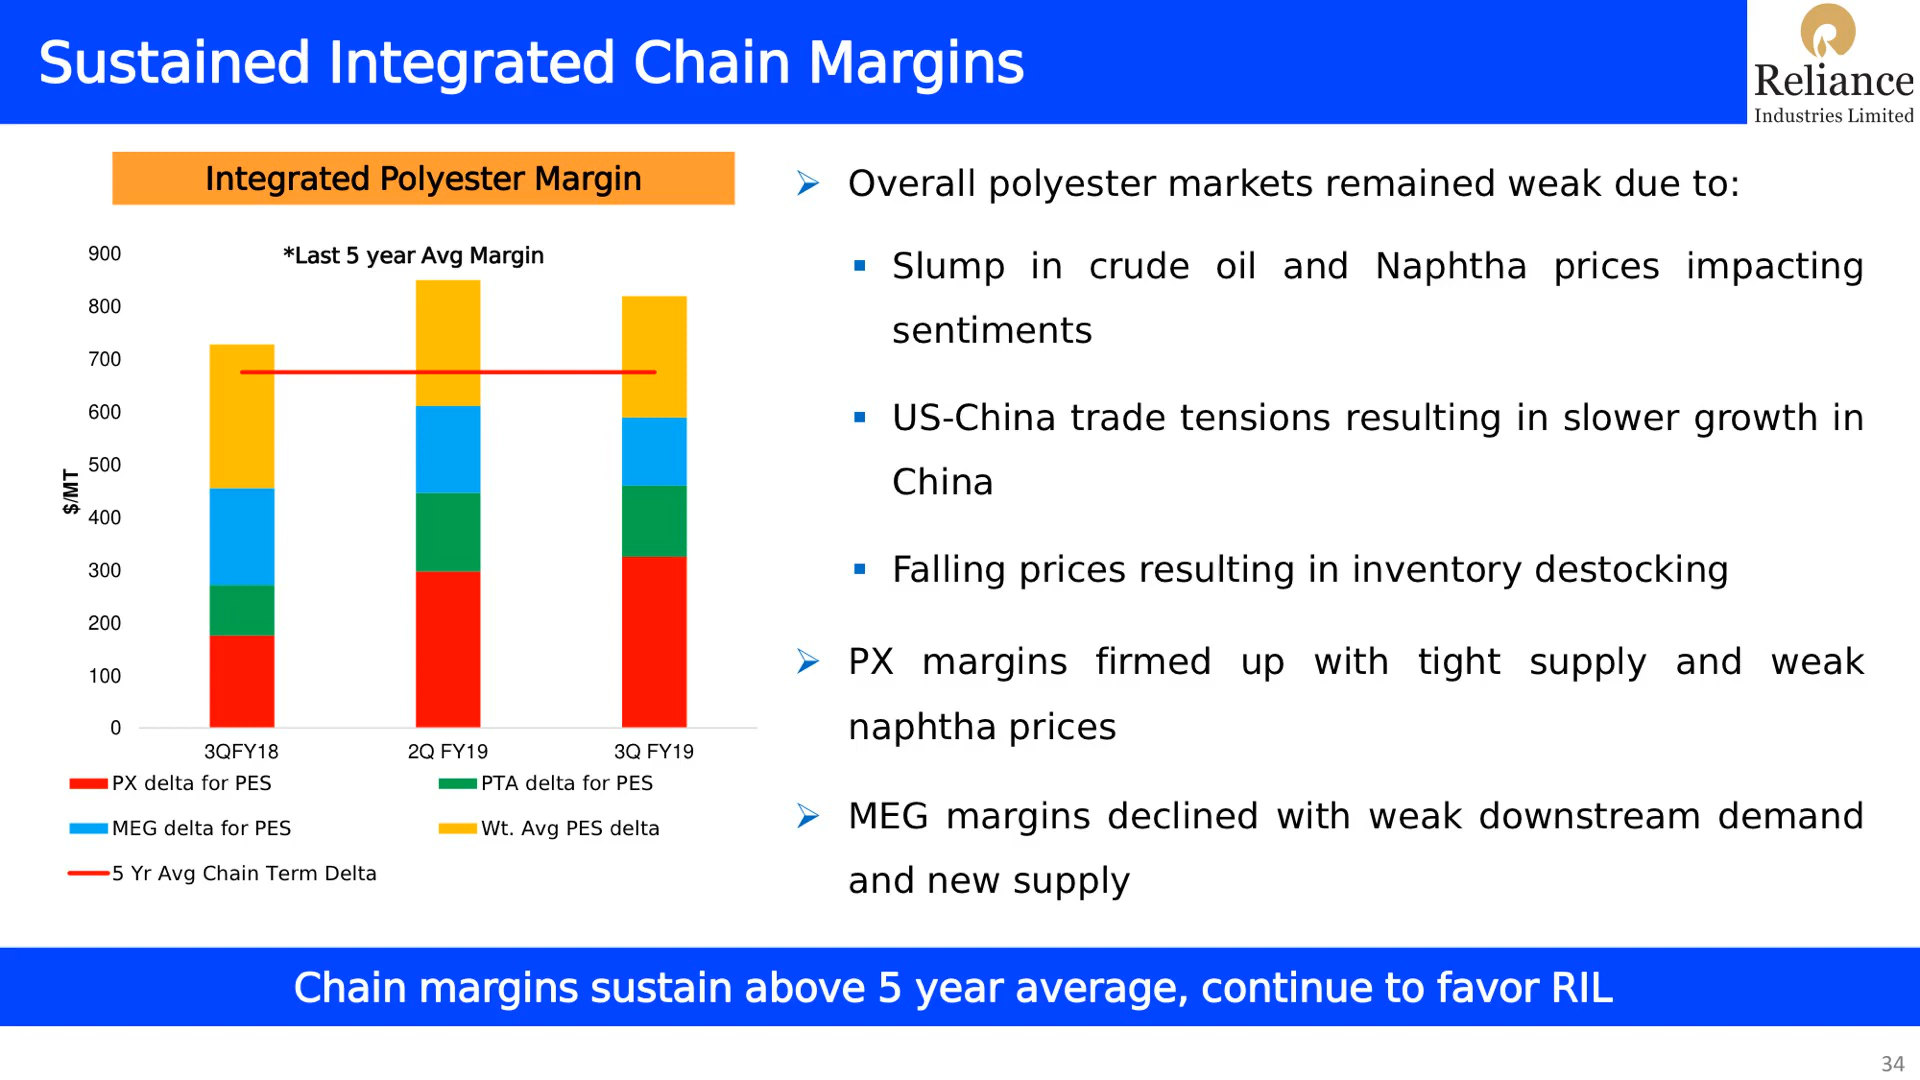 Sustained Integrated Chain Margins
Reliance
Industries Limited
Integrated Polyester Margin
*Last 5 year Avg Margin
900
800
700
600
500
400
300
200
100
0
$/MT
3QFY18
2Q FY19
3Q FY19
PX delta for PES
PTA delta for PES
MEG delta for PES
Wt. Avg PES delta
5 Yr Avg Chain Term Delta
Overall polyester markets remained weak due to:
Slump in crude oil and Naphtha prices impacting
sentiments
US-China trade tensions resulting in slower growth in
China
Falling prices resulting in inventory destocking
PX margins firmed up with tight supply and weak
naphtha prices
MEG margins declined with weak downstream demand
and new supply
Chain margins sustain above 5 year average, continue to favor RIL
34